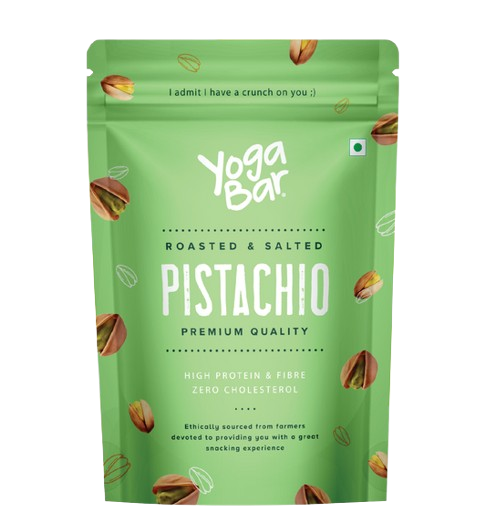 I admit I have a crunch on you ;)
Yoga
Bar.
ROASTED & SALTED
PISTACHIO
PREMIUM QUALITY
HIGH PROTEIN & FIBRE
ZERO CHOLESTEROL
Ethically sourced from farmers
devoted to providing you with a great
snacking experience